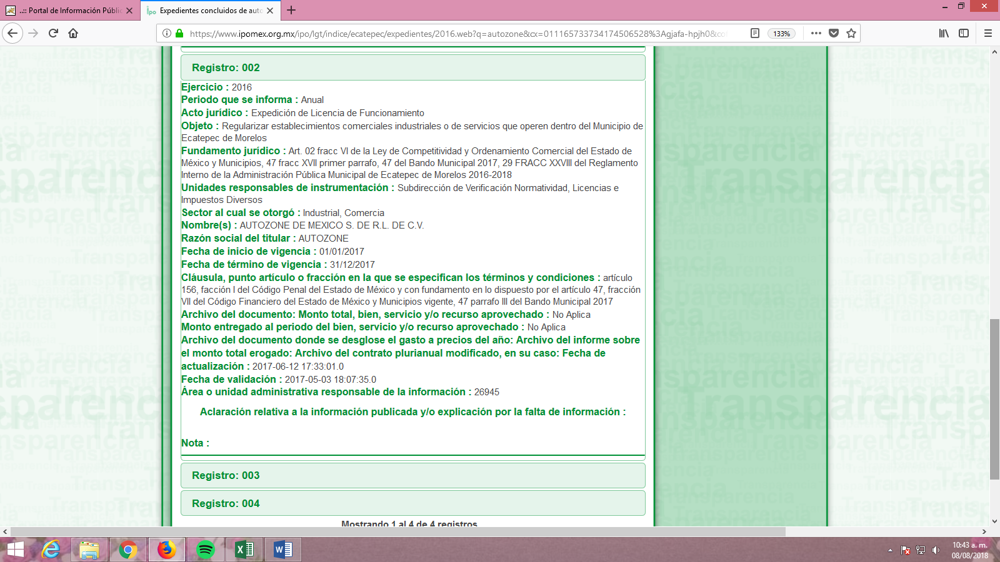 ..:: Portal de Información Públic
ipo Expedientes concluidos de auto
https://www.ipomex.org.mx/ipo/lgt/indice/ecatepec/expedientes/2016.web?q=autozone&cx=011165733734174506528%3Agjafa-hpjh0&co
133%
Registro: 002
Ejercicio : 2016
Periodo que se informa : Anual
Acto jurídico : Expedición de Licencia de Funcionamiento
Objeto : Regularizar establecimientos comerciales industriales o de servicios que operen dentro del Municipio de
Ecatepec de Morelos
Fundamento jurídico : Art. 02 fracc VI de la Ley de Competitividad y Ordenamiento Comercial del Estado de
México y Municipios, 47 fracc XVII primer parrafo, 47 del Bando Municipal 2017, 29 FRACC XXVIII del Reglamento
Interno de la Administración Pública Municipal de Ecatepec de Morelos 2016-2018
Unidades responsables de instrumentación : Subdirección de Verificación Normatividad, Licencias e
Impuestos Diversos
Sector al cual se otorgó : Industrial, Comercia
Nombre(s) : AUTOZONE DE MEXICO S. DE R.L. DE C.V.
Razón social del titular : AUTOZONE
Fecha de inicio de vigencia : 01/01/2017
Fecha de término de vigencia : 31/12/2017
Cláusula, punto artículo o fracción en la que se especifican los términos y condiciones : artículo
156, facción I del Código Penal del Estado de México y con fundamento en lo dispuesto por el artículo 47, fracción
VII del Código Financiero del Estado de México y Municipios vigente, 47 parrafo III del Bando Municipal 2017
Archivo del documento: Monto total, bien, servicio y/o recurso aprovechado : No Aplica
Monto entregado al periodo del bien, servicio y/o recurso aprovechado : No Aplica
Archivo del documento donde se desglose el gasto a precios del año: Archivo del informe sobre
el monto total erogado: Archivo del contrato plurianual modificado, en su caso: Fecha de
actualización : 2017-06-12 17:33:01.0
Fecha de validación : 2017-05-03 18:07:35.0
Área o unidad administrativa responsable de la información : 26945
Aclaración relativa a la información publicada y/o explicación por la falta de información :
Nota :
Registro: 003
Registro: 004
Mostrando 1 al 4 de 4 registros
10:43 a. m.
08/08/2018